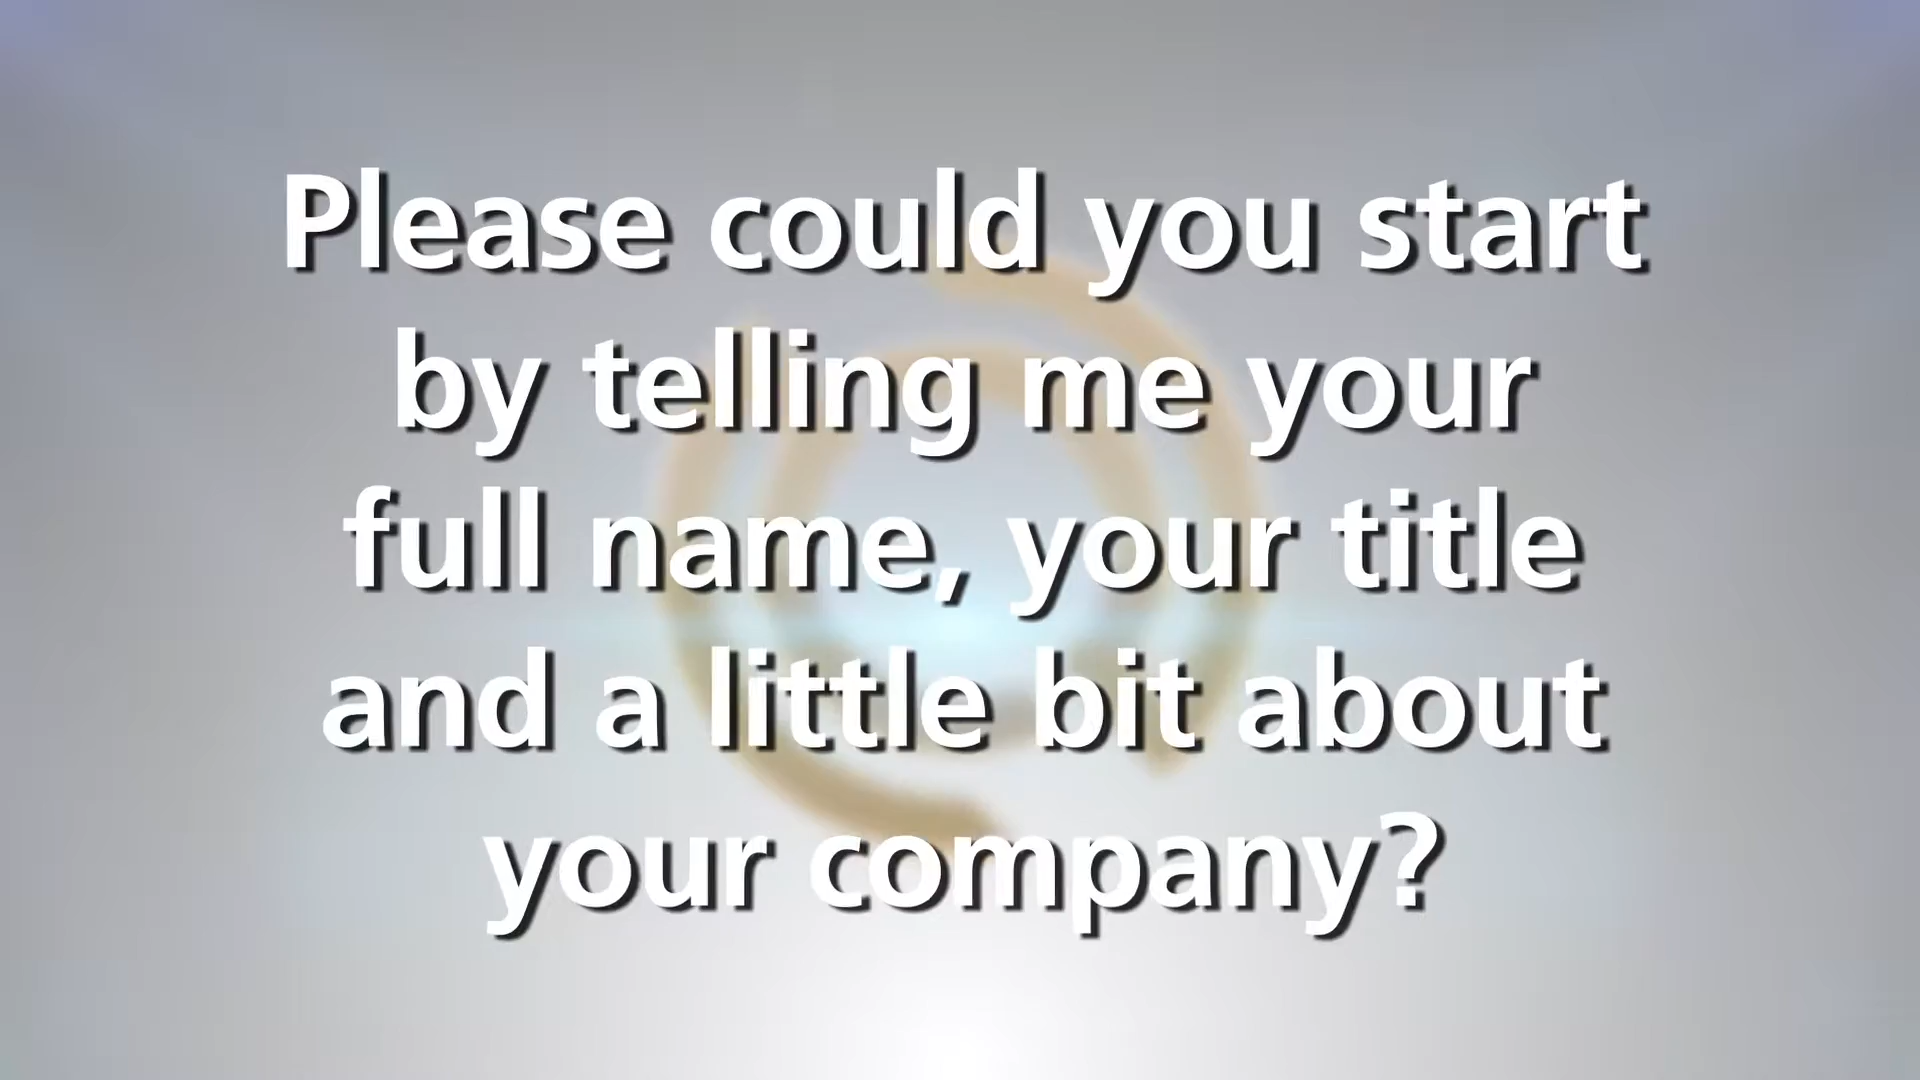 Please could you start
by telling me your
full name, your title
and a little bit about
your company?